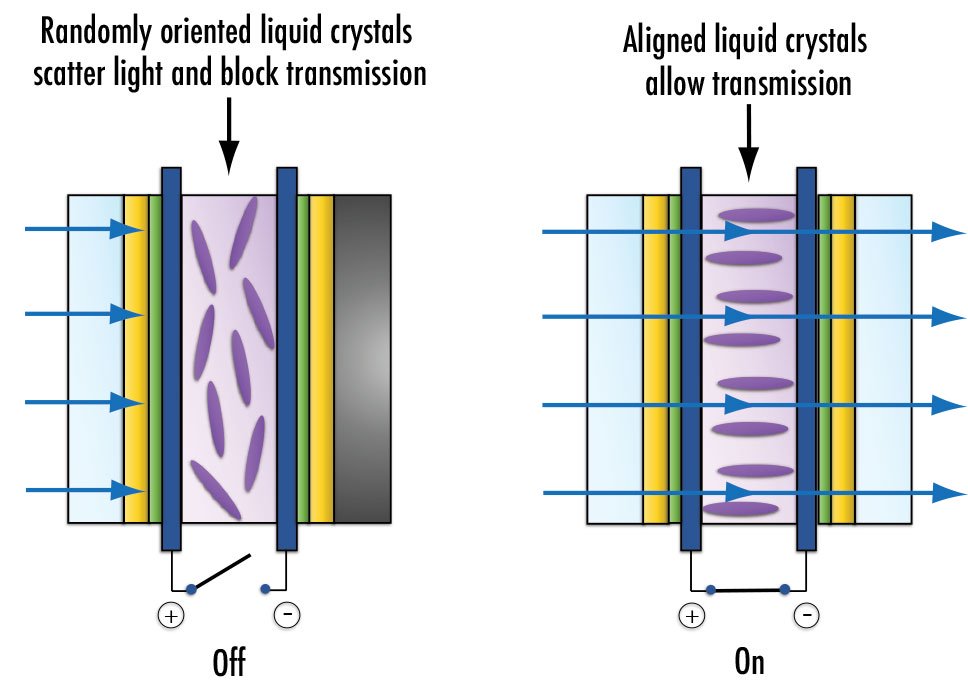 Randomly oriented liquid crystals
scatter light and block transmission
Aligned liquid crystals
allow transmission
+ -
+ -
Off
On